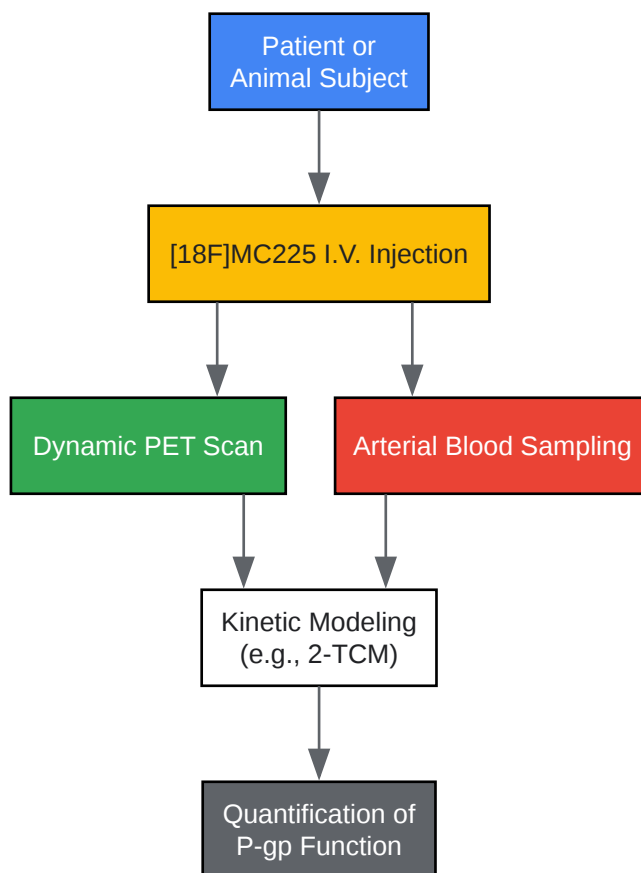 Patient or
Animal Subject
[18F]MC225 I.V. Injection
Dynamic PET Scan
Arterial Blood Sampling
Kinetic Modeling
(e.g., 2-TCM)
Quantification of
P-gp Function